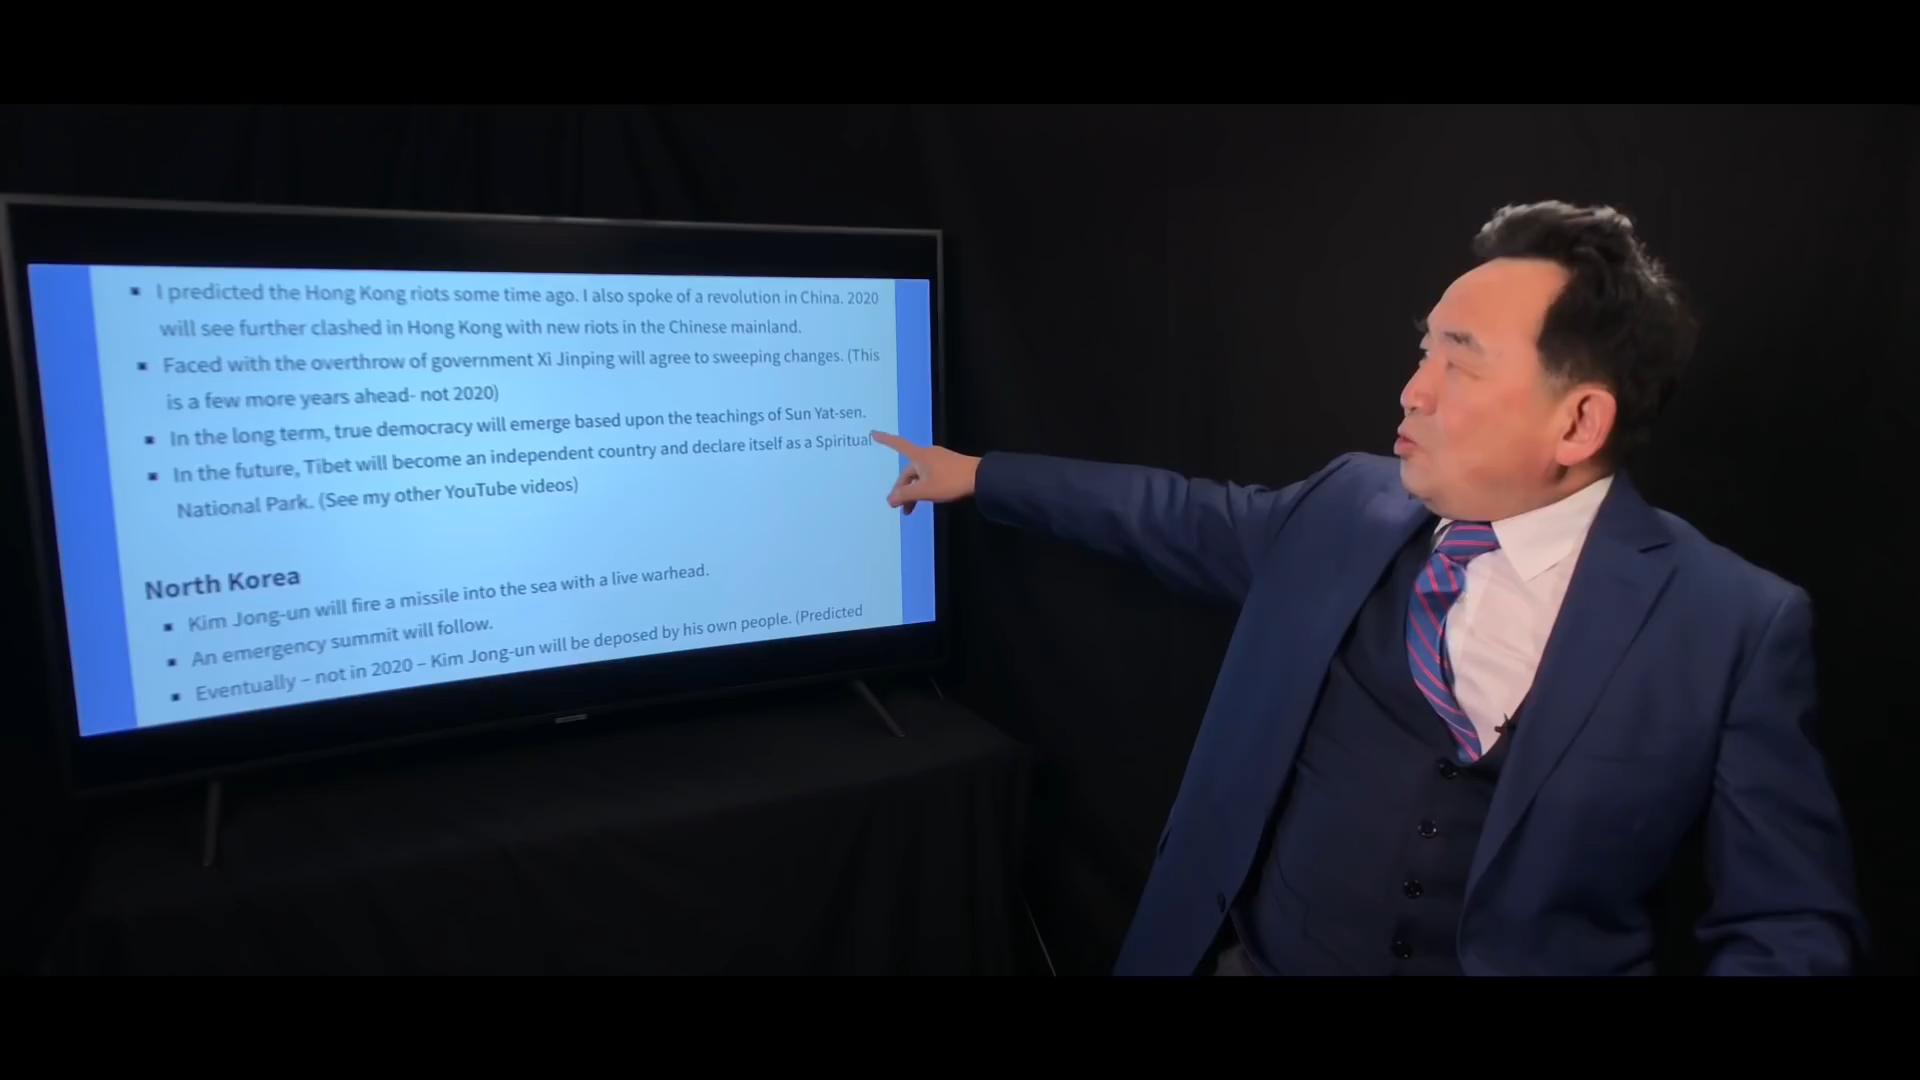 ▪ I predicted the Hong Kong riots some time ago. I also spoke of a revolution in China. 2020
will see further clashed in Hong Kong with new riots in the Chinese mainland.
▪ Faced with the overthrow of government Xi Jinping will agree to sweeping changes. (This
is a few more years ahead- not 2020)
▪ In the long term, true democracy will emerge based upon the teachings of Sun Yat-sen.
▪ In the future, Tibet will become an independent country and declare itself as a Spiritual
National Park. (See my other YouTube videos)
North Korea
▪ Kim Jong-un will fire a missile into the sea with a live warhead.
▪ An emergency summit will follow.
▪ Eventually – not in 2020 – Kim Jong-un will be deposed by his own people. (Predicted